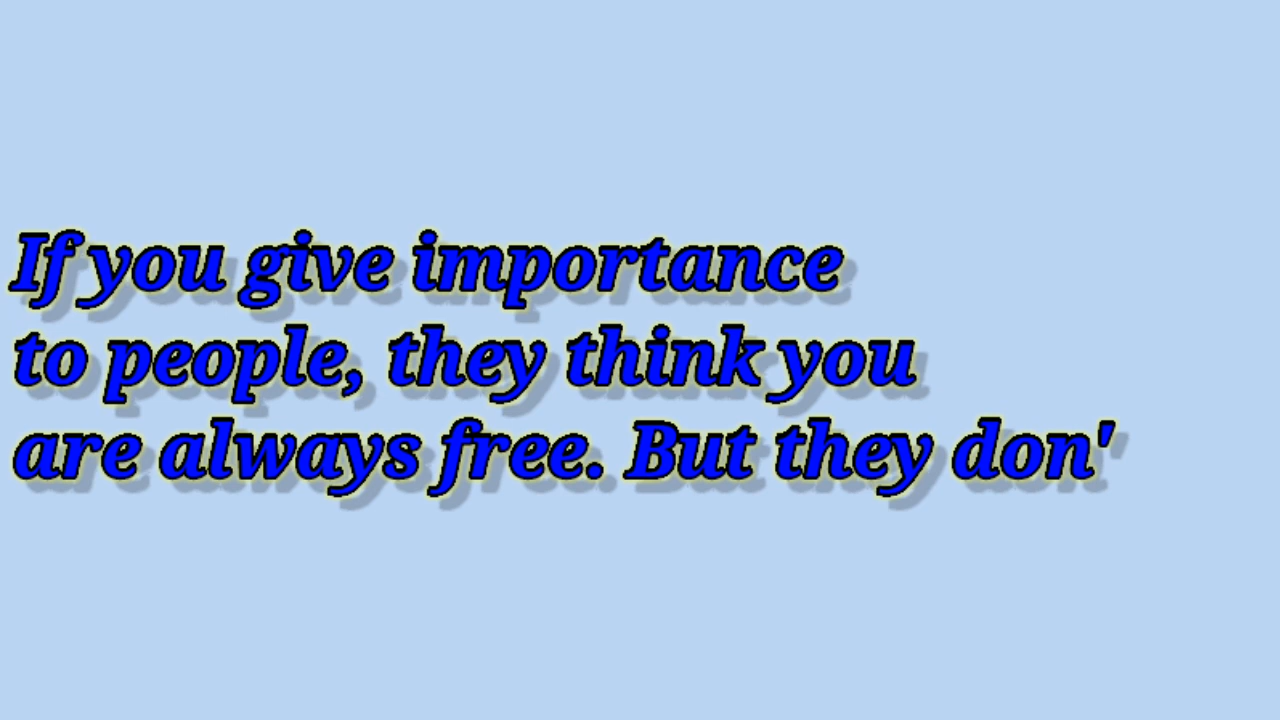 If you give importance
to people, they think you
are always free. But they don'